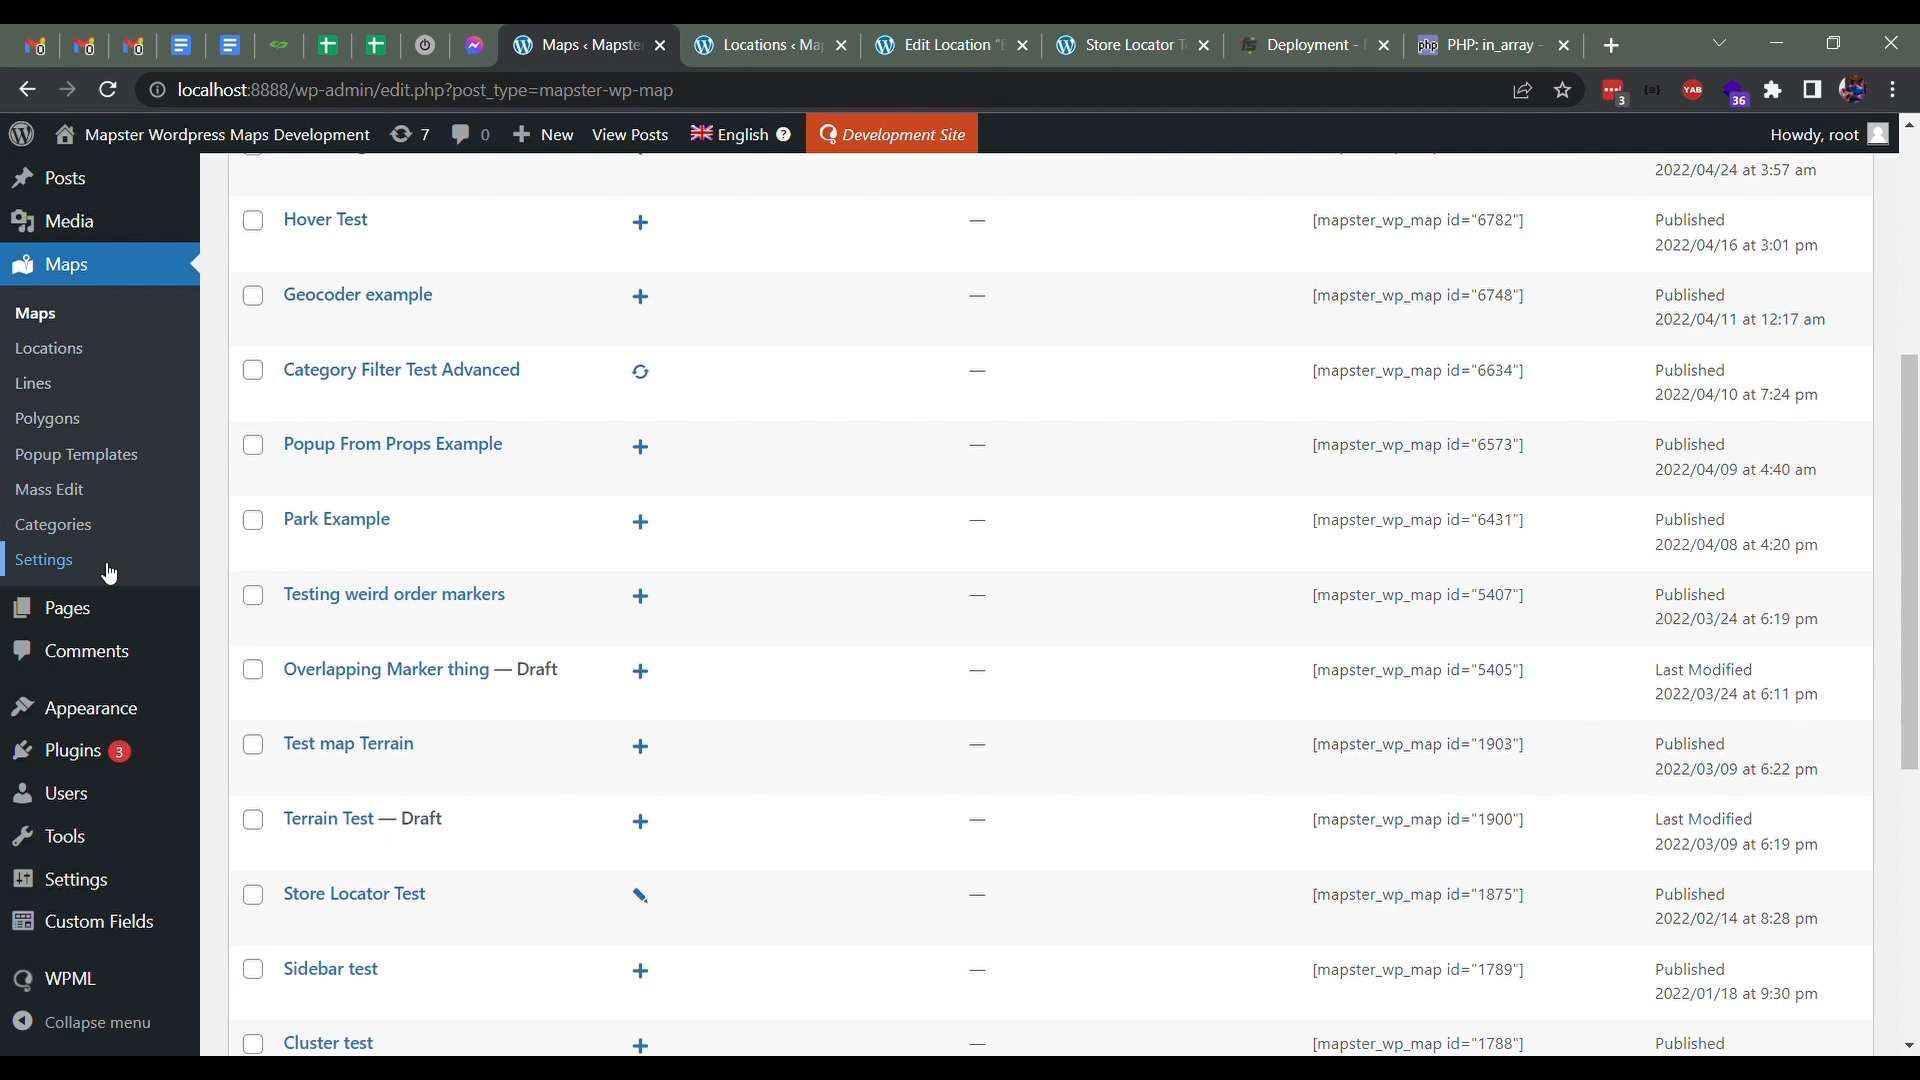 Maps ‹ Mapste
Locations ‹ Ma
Edit Location "E
Store Locator T
Deployment -
php PHP: in_array -
localhost:8888/wp-admin/edit.php?post_type=mapster-wp-map
3
YAB
36
Mapster Wordpress Maps Development 7 0 New View Posts English Development Site Howdy, root
Posts
Media
Maps
Maps
Locations
Lines
Polygons
Popup Templates
Mass Edit
Categories
Settings
Pages
Comments
Appearance
Plugins 3
Users
Tools
Settings
Custom Fields
WPML
Collapse menu
2022/04/24 at 3:57 am
Hover Test — [mapster_wp_map id="6782"] Published
2022/04/16 at 3:01 pm
Geocoder example — [mapster_wp_map id="6748"] Published
2022/04/11 at 12:17 am
Category Filter Test Advanced — [mapster_wp_map id="6634"] Published
2022/04/10 at 7:24 pm
Popup From Props Example — [mapster_wp_map id="6573"] Published
2022/04/09 at 4:40 am
Park Example — [mapster_wp_map id="6431"] Published
2022/04/08 at 4:20 pm
Testing weird order markers — [mapster_wp_map id="5407"] Published
2022/03/24 at 6:19 pm
Overlapping Marker thing — Draft — [mapster_wp_map id="5405"] Last Modified
2022/03/24 at 6:11 pm
Test map Terrain — [mapster_wp_map id="1903"] Published
2022/03/09 at 6:22 pm
Terrain Test — Draft — [mapster_wp_map id="1900"] Last Modified
2022/03/09 at 6:19 pm
Store Locator Test — [mapster_wp_map id="1875"] Published
2022/02/14 at 8:28 pm
Sidebar test — [mapster_wp_map id="1789"] Published
2022/01/18 at 9:30 pm
Cluster test — [mapster_wp_map id="1788"] Published